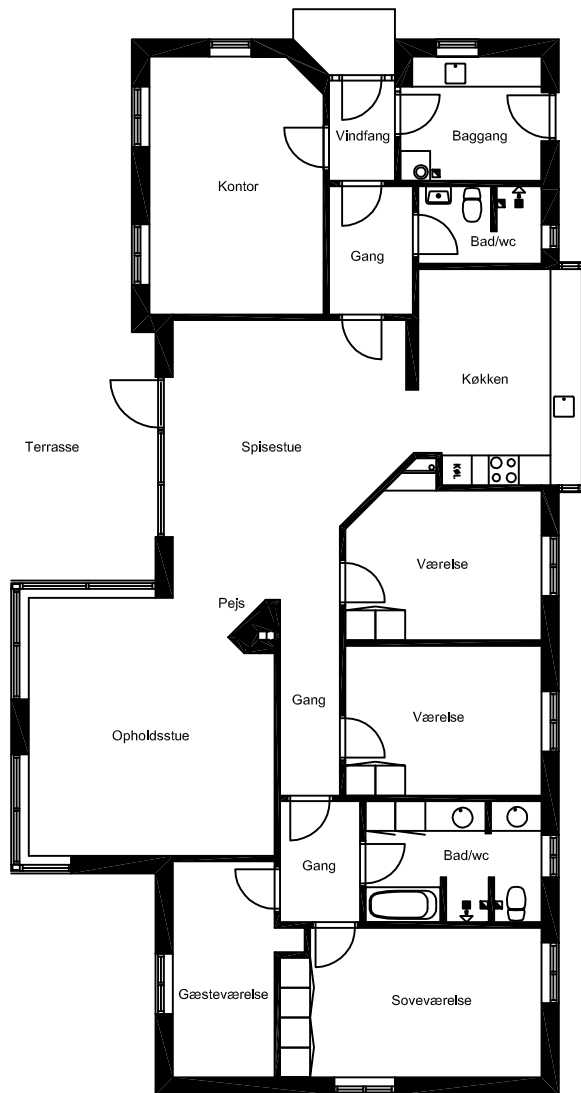 Vindfang
Baggang
Kontor
Bad/wc
Gang
Køkken
Terrasse
Spisestue
KØL
Værelse
Pejs
Gang
Værelse
Opholdsstue
Bad/wc
Gang
Gæsteværelse
Soveværelse